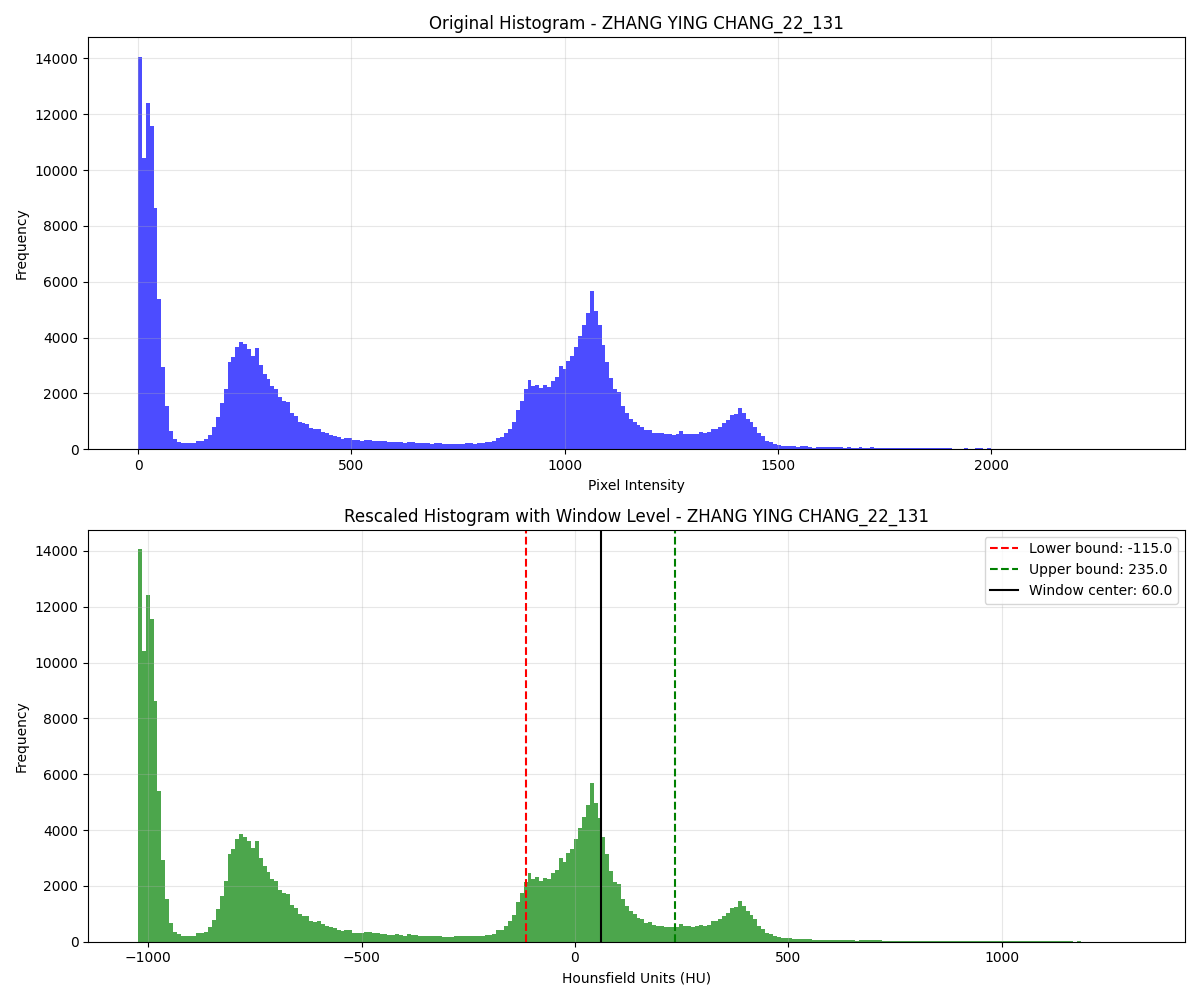 Original Histogram - ZHANG YING CHANG_22_131
14000
12000
10000
8000
6000
4000
2000
0
Frequency
0 500 1000 1500 2000
Pixel Intensity
Rescaled Histogram with Window Level - ZHANG YING CHANG_22_131
Lower bound: -115.0
Upper bound: 235.0
Window center: 60.0
14000
12000
10000
8000
6000
4000
2000
0
Frequency
−1000 −500 0 500 1000
Hounsfield Units (HU)